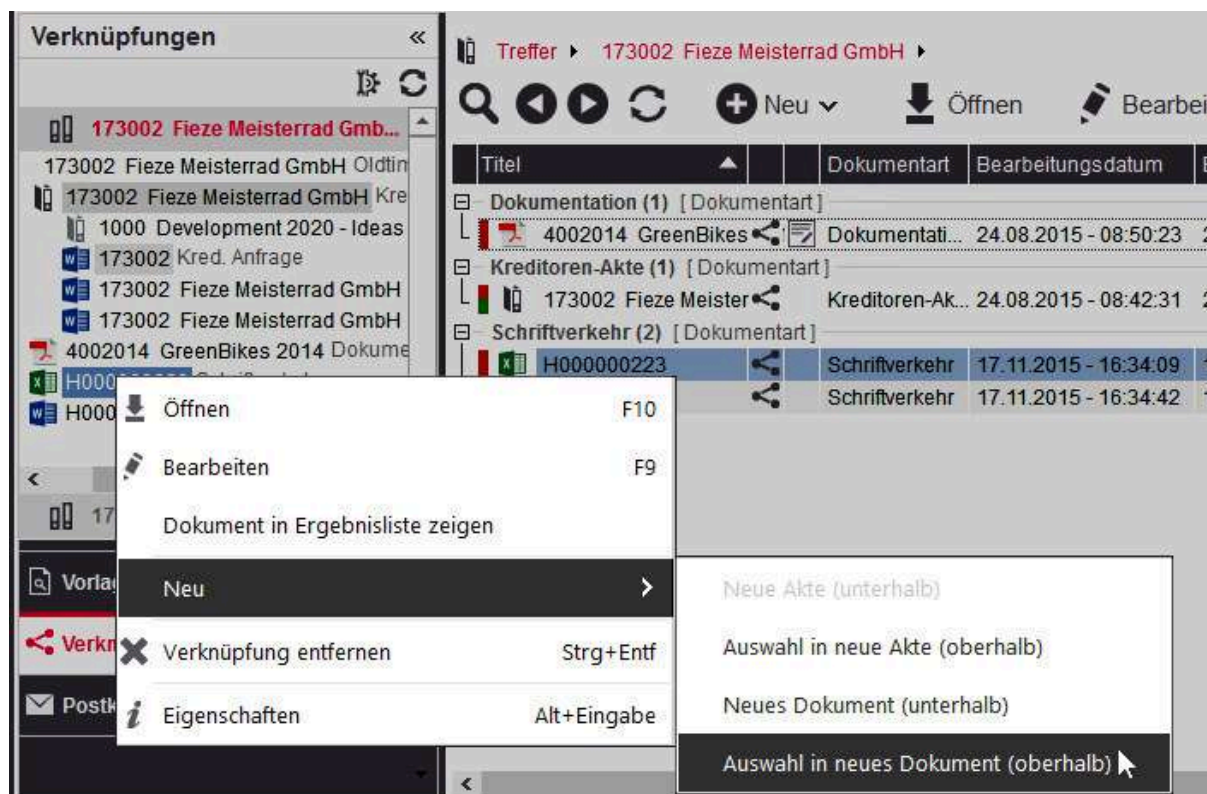 Verknüpfungen «
173002 Fieze Meisterrad Gmb...
173002 Fieze Meisterrad GmbH Oldtim
173002 Fieze Meisterrad GmbH Kre
1000 Development 2020 - Ideas
173002 Kred. Anfrage
173002 Fieze Meisterrad GmbH
173002 Fieze Meisterrad GmbH
4002014 GreenBikes 2014 Dokume
H000
H000
17
Vorla
Verkn
Postk
Treffer 173002 Fieze Meisterrad GmbH
Neu Öffnen Bearbei
Titel Dokumentart Bearbeitungsdatum
Dokumentation (1) [Dokumentart]
4002014 GreenBikes Dokumentati... 24.08.2015 - 08:50:23
Kreditoren-Akte (1) [Dokumentart]
173002 Fieze Meister Kreditoren-Ak... 24.08.2015 - 08:42:31
Schriftverkehr (2) [Dokumentart]
H000000223 Schriftverkehr 17.11.2015 - 16:34:09
Schriftverkehr 17.11.2015 - 16:34:42
Öffnen F10
Bearbeiten F9
Dokument in Ergebnisliste zeigen
Neu
Verknüpfung entfernen Strg+Entf
Eigenschaften Alt+Eingabe
Neue Akte (unterhalb)
Auswahl in neue Akte (oberhalb)
Neues Dokument (unterhalb)
Auswahl in neues Dokument (oberhalb)